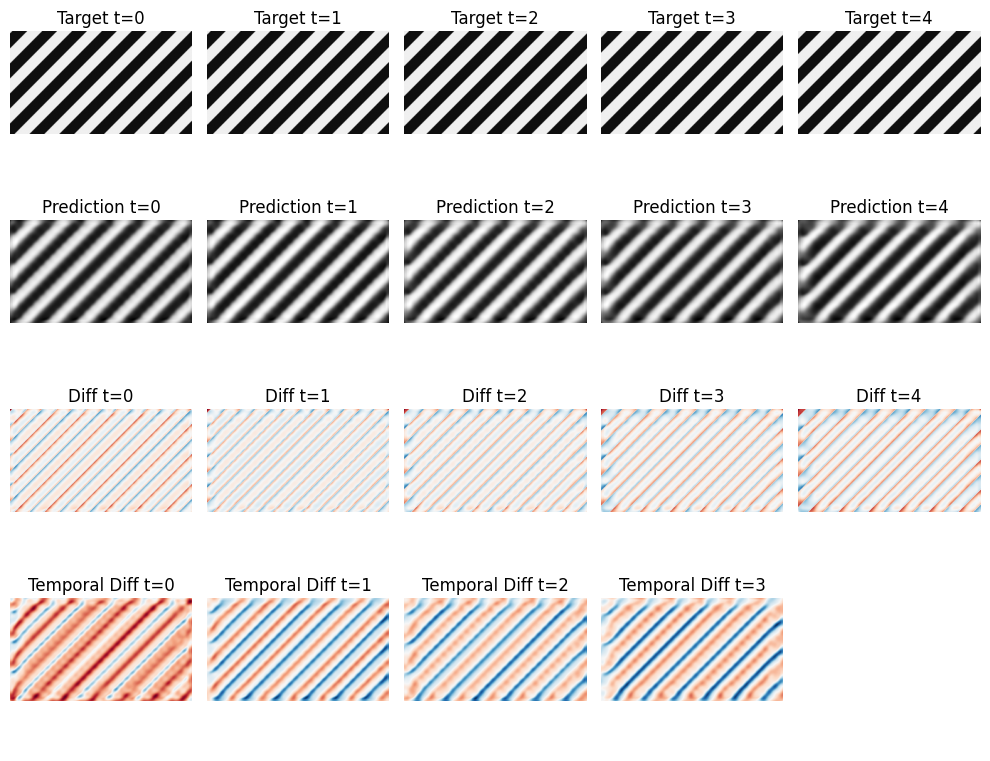 Target t=0 Target t=1 Target t=2 Target t=3 Target t=4
Prediction t=0 Prediction t=1 Prediction t=2 Prediction t=3 Prediction t=4
Diff t=0 Diff t=1 Diff t=2 Diff t=3 Diff t=4
Temporal Diff t=0 Temporal Diff t=1 Temporal Diff t=2 Temporal Diff t=3